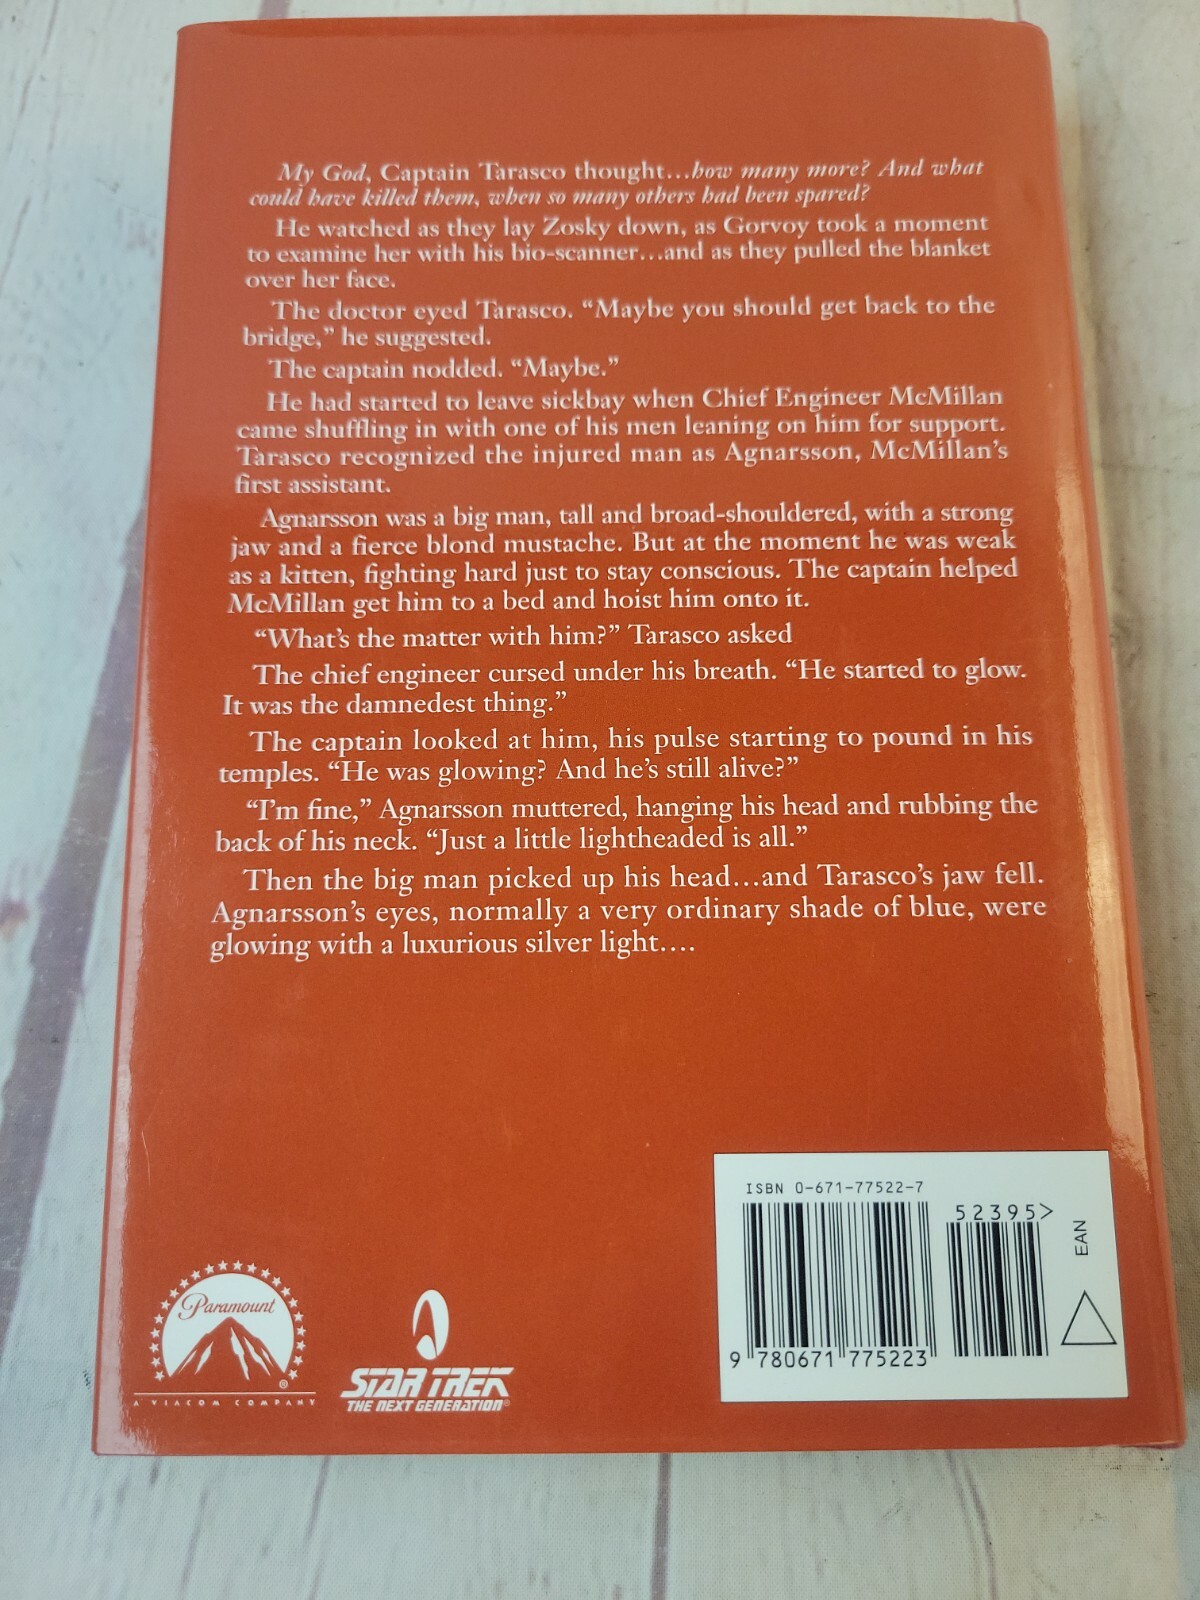 My God, Captain Tarasco thought…how many more? And what
could have killed them, when so many others had been spared?
He watched as they lay Zosky down, as Gorvoy took a moment
to examine her with his bio-scanner…and as they pulled the blanket
over her face.
The doctor eyed Tarasco. “Maybe you should get back to the
bridge,” he suggested.
The captain nodded. “Maybe.”
He had started to leave sickbay when Chief Engineer McMillan
came shuffling in with one of his men leaning on him for support.
Tarasco recognized the injured man as Agnarsson, McMillan’s
first assistant.
Agnarsson was a big man, tall and broad-shouldered, with a strong
jaw and a fierce blond mustache. But at the moment he was weak
as a kitten, fighting hard just to stay conscious. The captain helped
McMillan get him to a bed and hoist him onto it.
“What’s the matter with him?” Tarasco asked
The chief engineer cursed under his breath. “He started to glow.
It was the damnedest thing.”
The captain looked at him, his pulse starting to pound in his
temples. “He was glowing? And he’s still alive?”
“I’m fine,” Agnarsson muttered, hanging his head and rubbing the
back of his neck. “Just a little lightheaded is all.”
Then the big man picked up his head…and Tarasco’s jaw fell.
Agnarsson’s eyes, normally a very ordinary shade of blue, were
glowing with a luxurious silver light….
ISBN 0-671-77522-7
52395>
EAN
9 780671 775223
Paramount
®
A VIACOM COMPANY
STAR TREK
THE NEXT GENERATION®